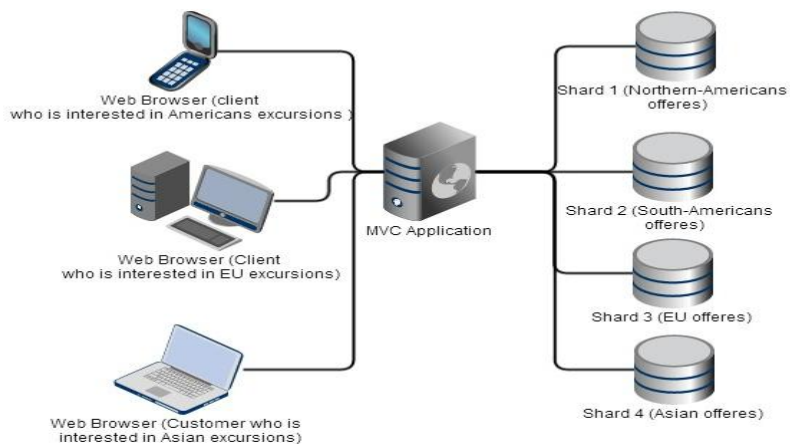 Web Browser (client
who is interested in Americans excursions )
Web Browser (Client
who is interested in EU excursions)
Web Browser (Customer who is
interested in Asian excursions)
MVC Application
Shard 1 (Northern-Americans
offeres)
Shard 2 (South-Americans
offeres)
Shard 3 (EU offeres)
Shard 4 (Asian offeres)